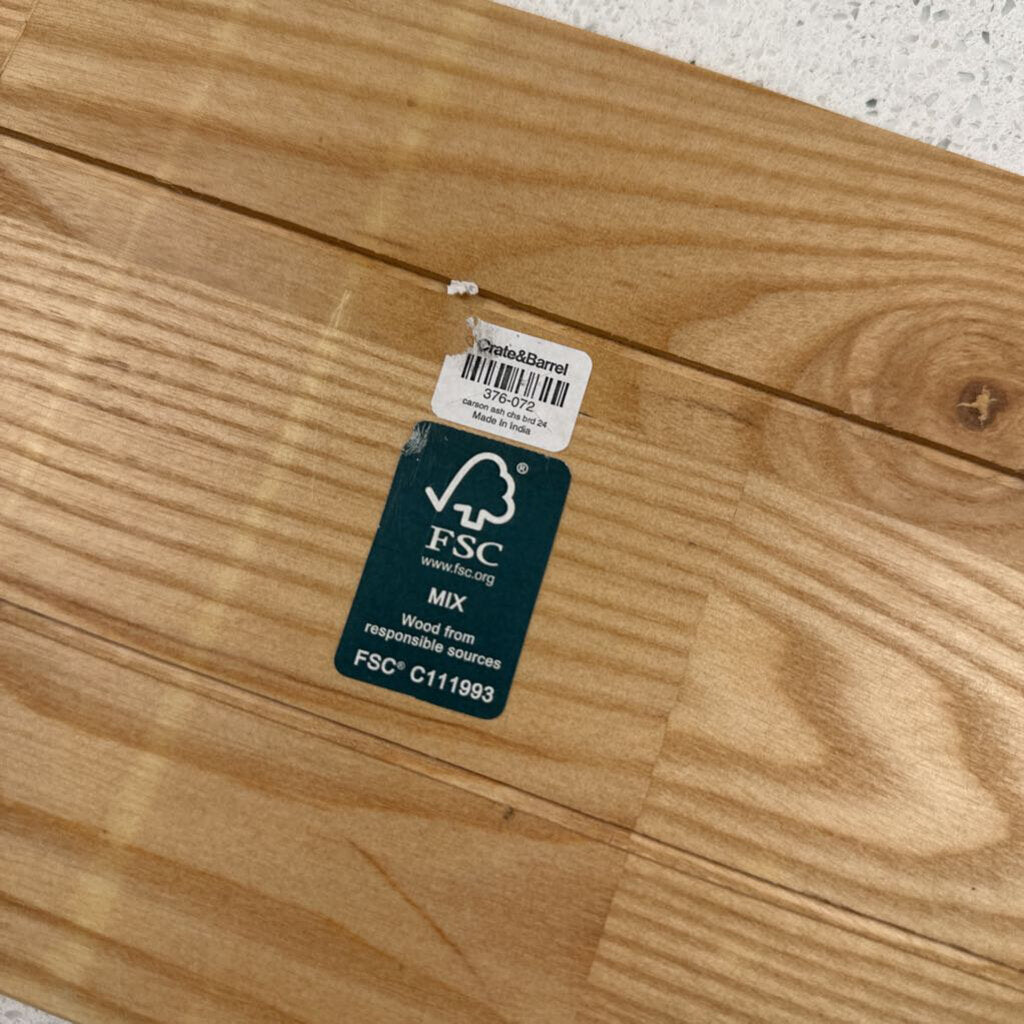 Crate&Barrel
376-072
carson ash chs brd 24
Made In India
®
FSC
www.fsc.org
MIX
Wood from
responsible sources
FSC® C111993